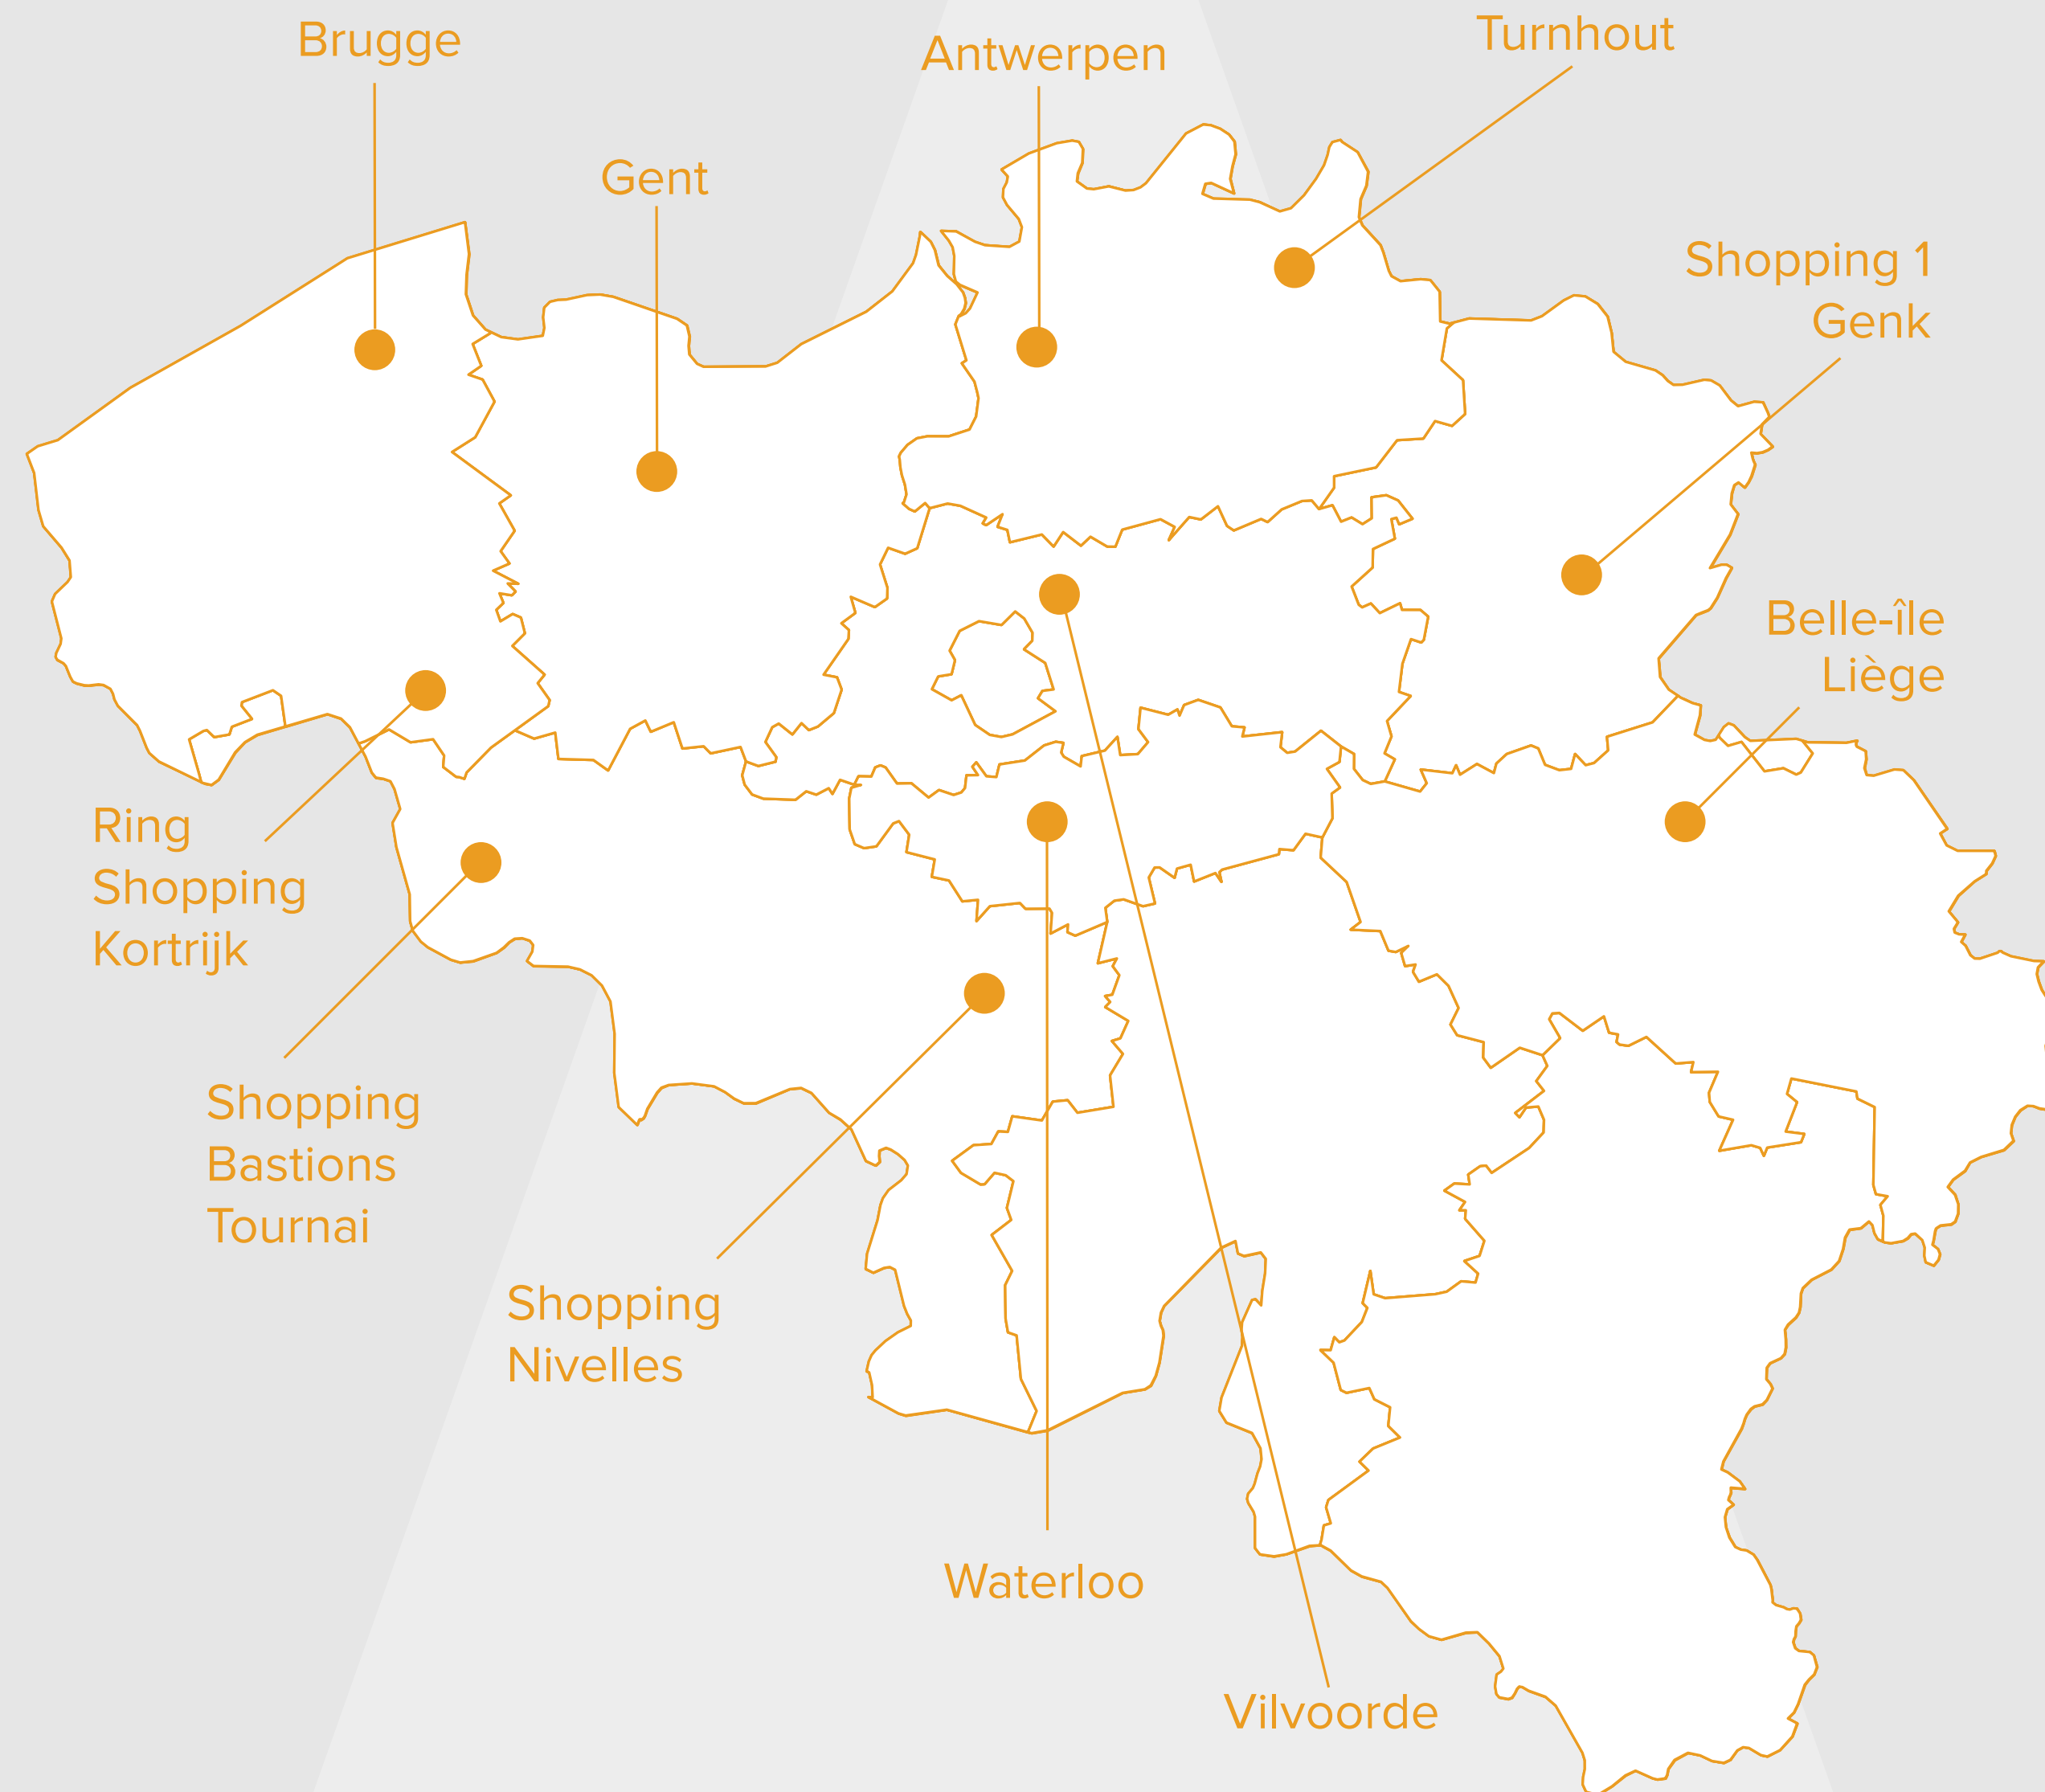 Brugge
Antwerpen
Turnhout
Gent
Shopping 1
Genk
Belle-île
Liège
Ring
Shopping
Kortrijk
Shopping
Bastions
Tournai
Shopping
Nivelles
Waterloo
Vilvoorde